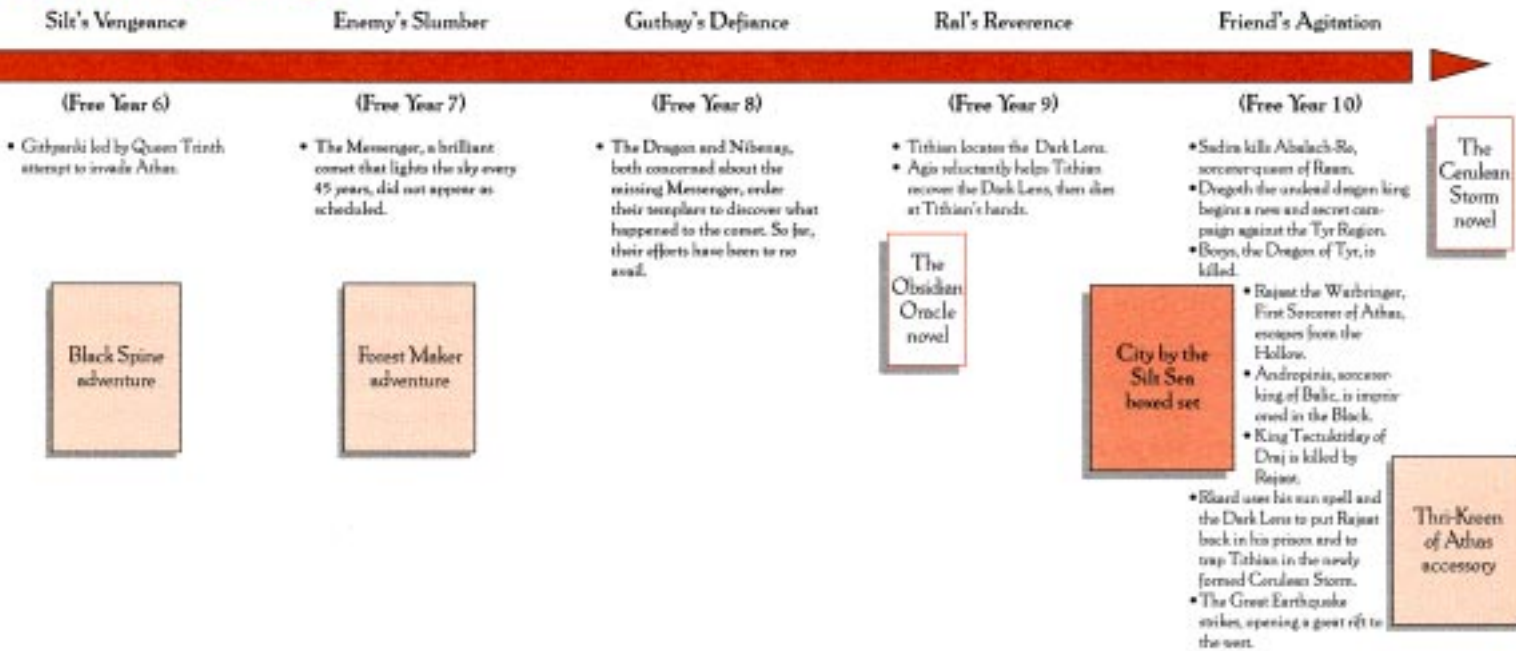 Silt's Vengeance
Enemy's Slumber
Guthay's Defiance
Ral's Reverence
Friend's Agitation
(Free Year 6)
(Free Year 7)
(Free Year 8)
(Free Year 9)
(Free Year 10)
• Githyanki led by Queen Trinth
attempt to invade Athas.
Black Spine
adventure
• The Messenger, a brilliant
comet that lights the sky every
45 years, did not appear as
scheduled.
Forest Maker
adventure
• The Dragon and Nibenay,
both concerned about the
missing Messenger, order
their templars to discover what
happened to the comet. So far,
their efforts have been to no
avail.
• Tithian locates the Dark Lens.
• Agis reluctantly helps Tithian
recover the Dark Lens, then dies
at Tithian's hands.
The
Obsidian
Oracle
novel
• Sadira kills Abalach-Re,
sorcerer-queen of Raam.
• Dregoth the undead dragon king
begins a new and secret cam-
paign against the Tyr Region.
• Borys, the Dragon of Tyr, is
killed.
• Rajaat the Warbringer,
First Sorcerer of Athas,
escapes from the
Hollow.
• Andropinis, sorcerer-
king of Balic, is impris-
oned in the Black.
• King Tectuktitlay of
Draj is killed by
Rajaat.
• Rkard uses his sun spell and
the Dark Lens to put Rajaat
back in his prison and to
trap Tithian in the newly
formed Cerulean Storm.
• The Great Earthquake
strikes, opening a great rift to
the west.
City by the
Silt Sea
boxed set
The
Cerulean
Storm
novel
Thri-Kreen
of Athas
accessory